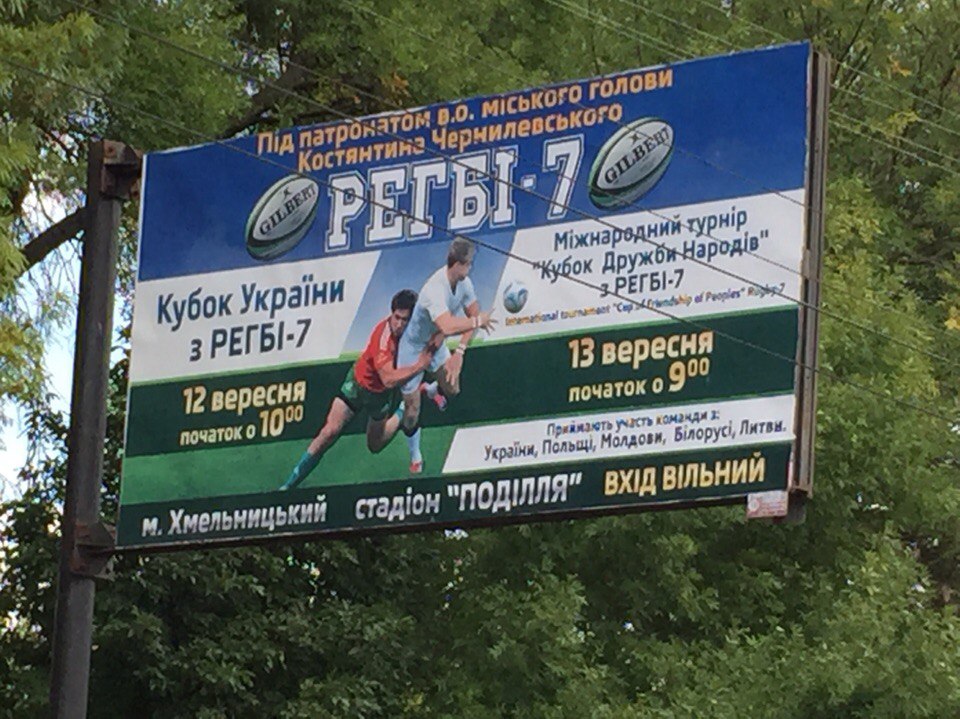 Під патронатом в.о. міського голови
Костянтина Чернилевського
РЕГБІ-7
GILBERT
GILBERT
Кубок України
з РЕГБІ-7
12 вересня
початок о 10⁰⁰
Міжнародний турнір
"Кубок Дружби Народів"
з РЕГБІ-7
International tournament "Cup of Friendship of Peoples" Rugby-7
13 вересня
початок о 9⁰⁰
Приймають участь команди з:
України, Польщі, Молдови, Білорусі, Литви.
м. Хмельницький стадіон "ПОДІЛЛЯ" ВХІД ВІЛЬНИЙ